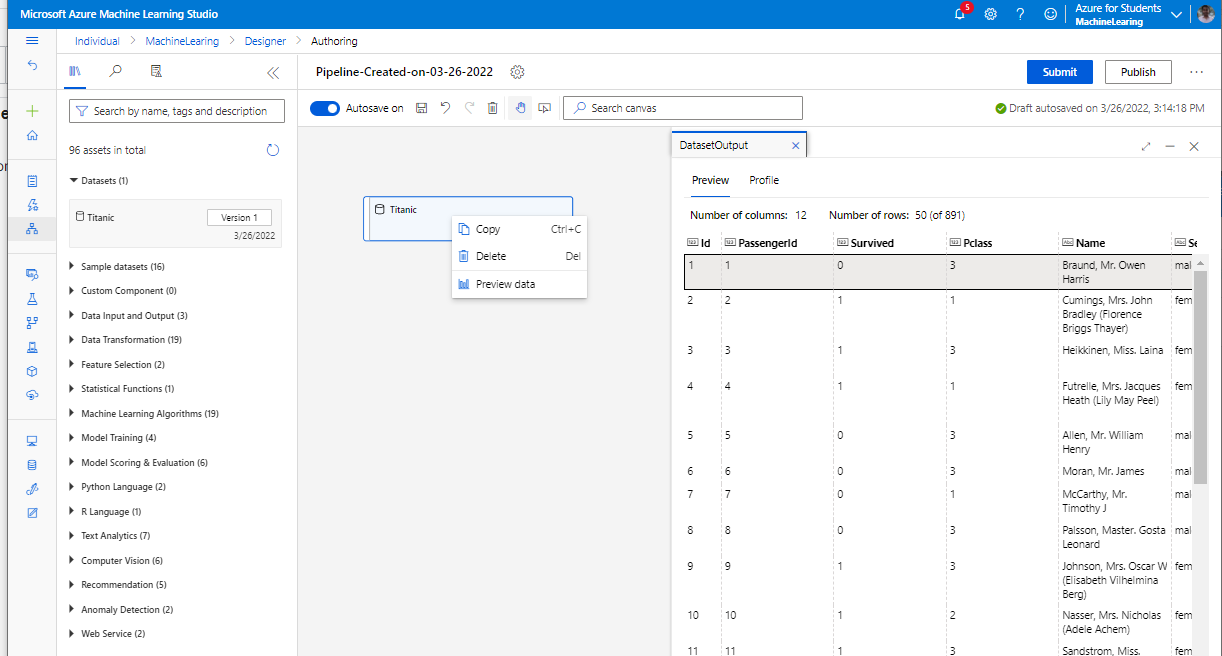 Microsoft Azure Machine Learning Studio
5
Azure for Students
MachineLearing
Individual > MachineLearing > Designer > Authoring
Pipeline-Created-on-03-26-2022
Submit
Publish
Search by name, tags and description
96 assets in total
Datasets (1)
Titanic
Version 1
3/26/2022
Sample datasets (16)
Custom Component (0)
Data Input and Output (3)
Data Transformation (19)
Feature Selection (2)
Statistical Functions (1)
Machine Learning Algorithms (19)
Model Training (4)
Model Scoring & Evaluation (6)
Python Language (2)
R Language (1)
Text Analytics (7)
Computer Vision (6)
Recommendation (5)
Anomaly Detection (2)
Web Service (2)
Autosave on
Search canvas
Draft autosaved on 3/26/2022, 3:14:18 PM
Titanic
Copy Ctrl+C
Delete Del
Preview data
DatasetOutput
Preview Profile
Number of columns: 12 Number of rows: 50 (of 891)
123 Id 123 PassengerId 123 Survived 123 Pclass Abc Name Abc Se
1 1 0 3 Braund, Mr. Owen mal
Harris
2 2 1 1 Cumings, Mrs. John fem
Bradley (Florence
Briggs Thayer)
3 3 1 3 Heikkinen, Miss. Laina fem
4 4 1 1 Futrelle, Mrs. Jacques fem
Heath (Lily May Peel)
5 5 0 3 Allen, Mr. William mal
Henry
6 6 0 3 Moran, Mr. James mal
7 7 0 1 McCarthy, Mr. mal
Timothy J
8 8 0 3 Palsson, Master. Gosta mal
Leonard
9 9 1 3 Johnson, Mrs. Oscar W fem
(Elisabeth Vilhelmina
Berg)
10 10 1 2 Nasser, Mrs. Nicholas fem
(Adele Achem)
11 11 1 3 Sandstrom, Miss. fem